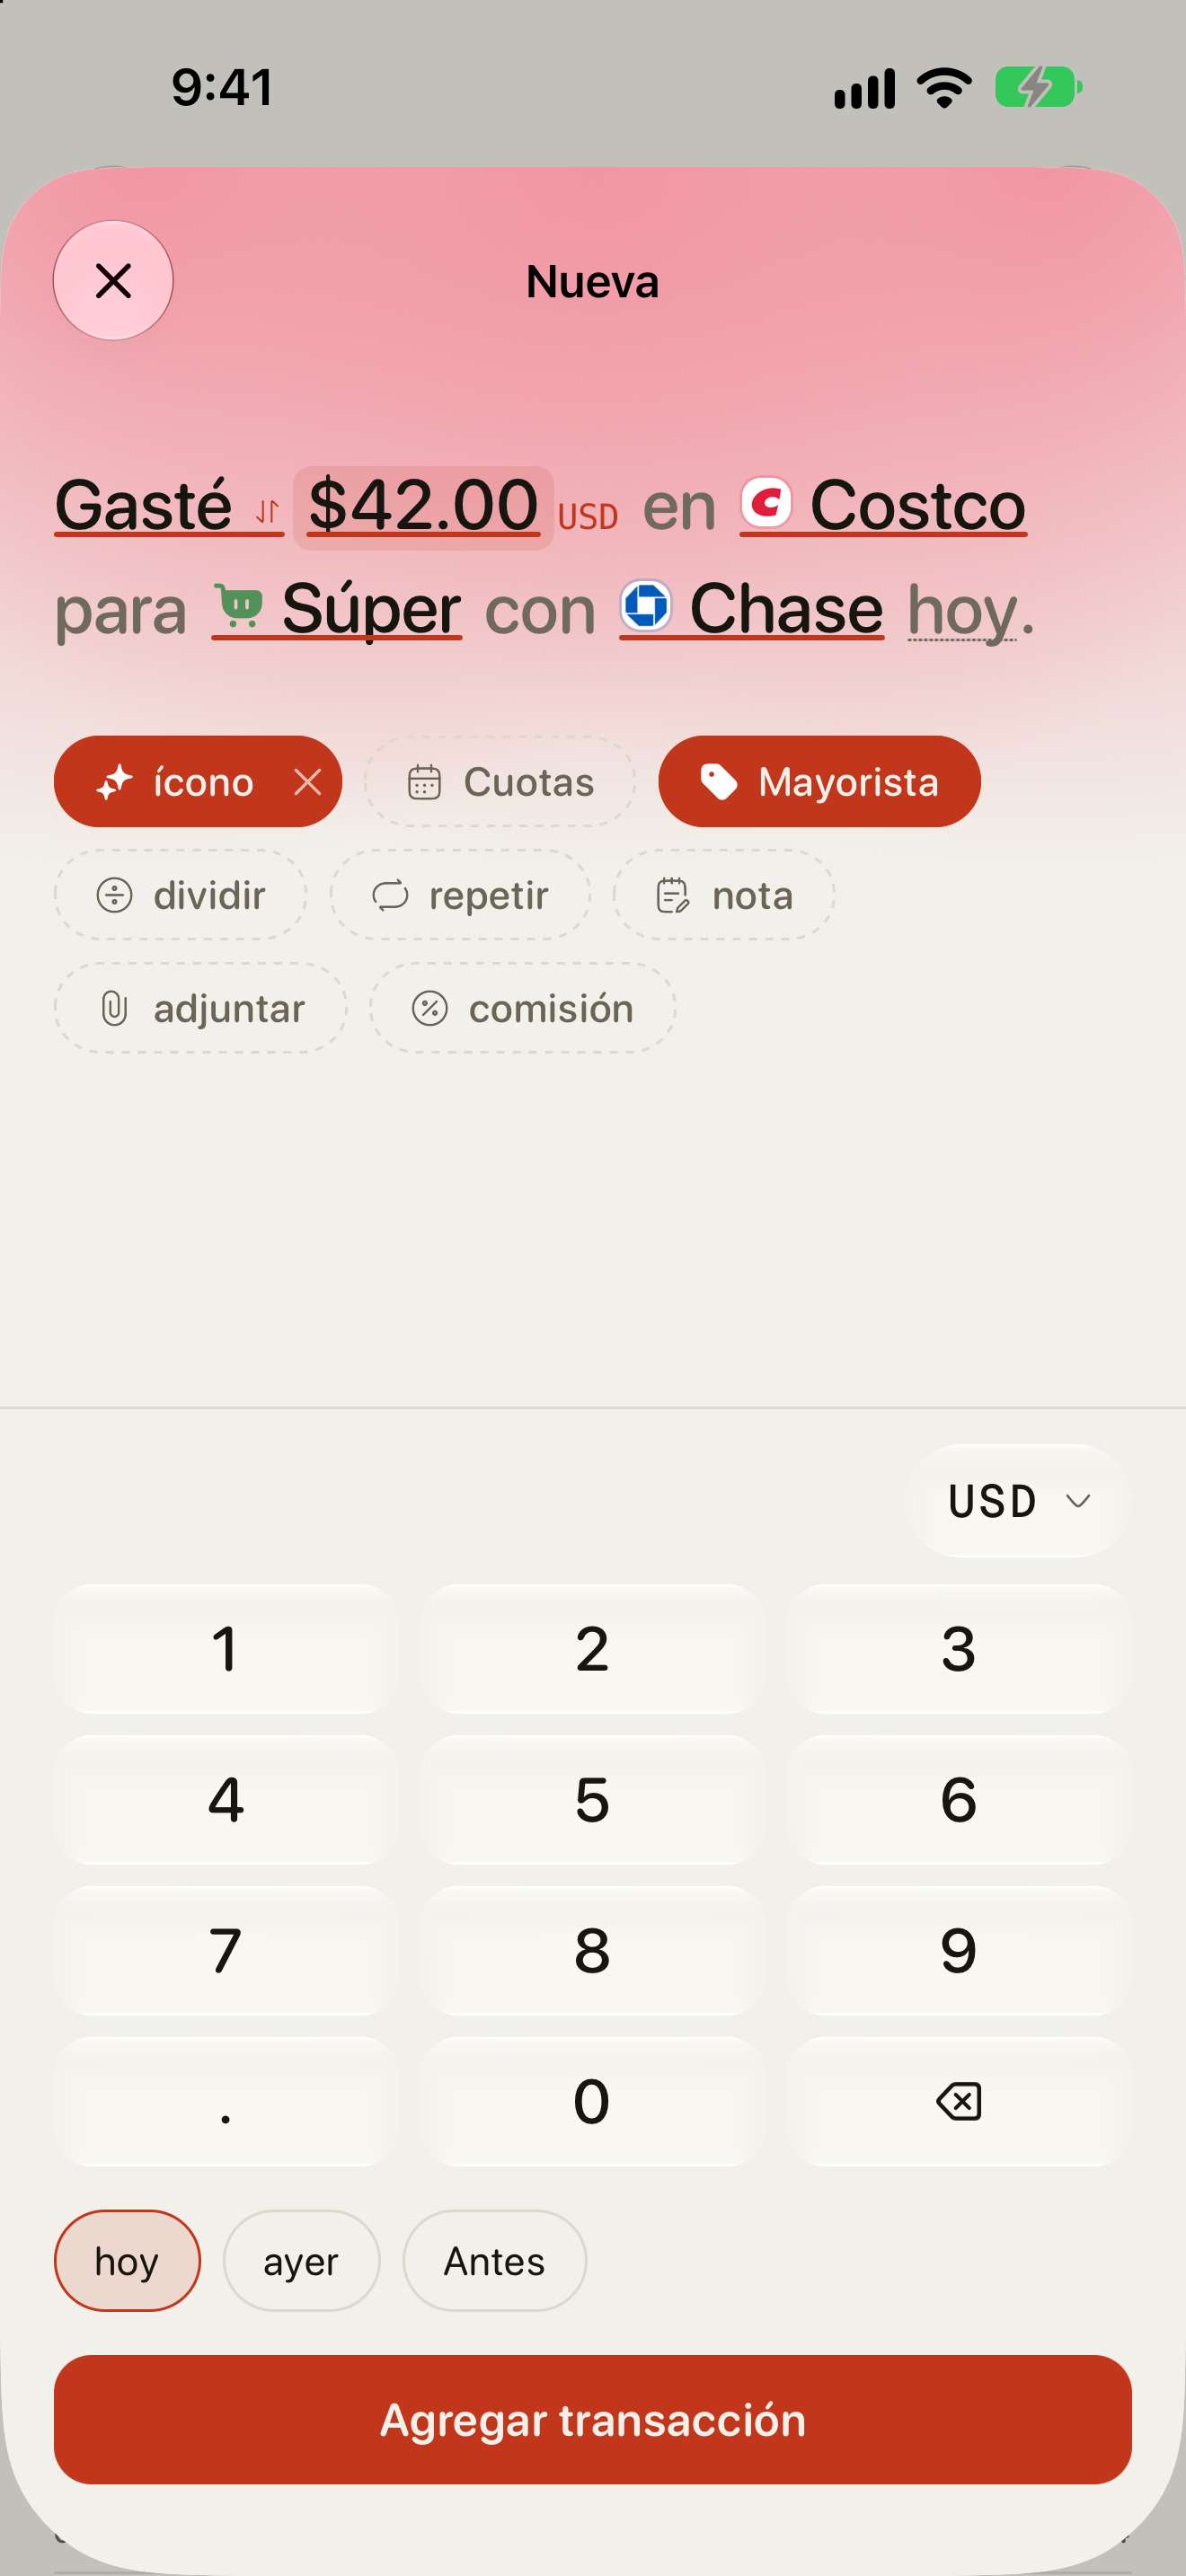 9:41
Nueva
Gasté $42.00 USD en Costco
para Súper con Chase hoy.
ícono Cuotas Mayorista
dividir repetir nota
adjuntar comisión
USD
1 2 3
4 5 6
7 8 9
. 0
hoy ayer Antes
Agregar transacción